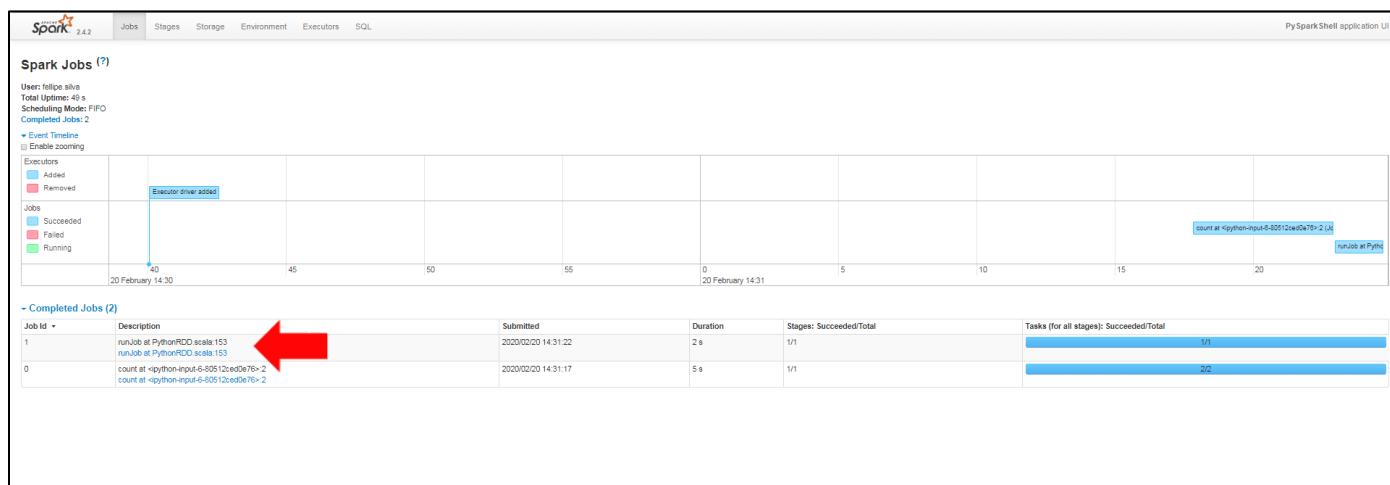 APACHE Spark 2.4.2 Jobs Stages Storage Environment Executors SQL PySparkShell application UI
Spark Jobs (?)
User: fellipe.silva
Total Uptime: 49 s
Scheduling Mode: FIFO
Completed Jobs: 2
Event Timeline
Enable zooming
Executors
Added
Removed
Executor driver added
Jobs
Succeeded
Failed
Running
count at <ipython-input-6-80512ced0e76>:2 (Jo
runJob at Pytho
40 45 50 55 0 5 10 15 20
20 February 14:30 20 February 14:31
Completed Jobs (2)
Job Id Description Submitted Duration Stages: Succeeded/Total Tasks (for all stages): Succeeded/Total
1 runJob at PythonRDD.scala:153 2020/02/20 14:31:22 2 s 1/1 1/1
runJob at PythonRDD.scala:153
0 count at <ipython-input-6-80512ced0e76>:2 2020/02/20 14:31:17 5 s 1/1 2/2
count at <ipython-input-6-80512ced0e76>:2